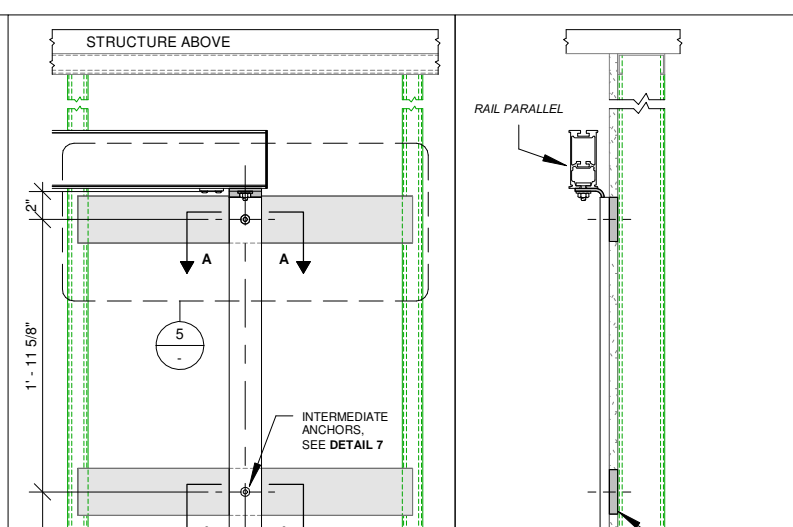 STRUCTURE ABOVE
RAIL PARALLEL
2"
A A
5
-
1' - 11 5/8"
INTERMEDIATE
ANCHORS,
SEE DETAIL 7